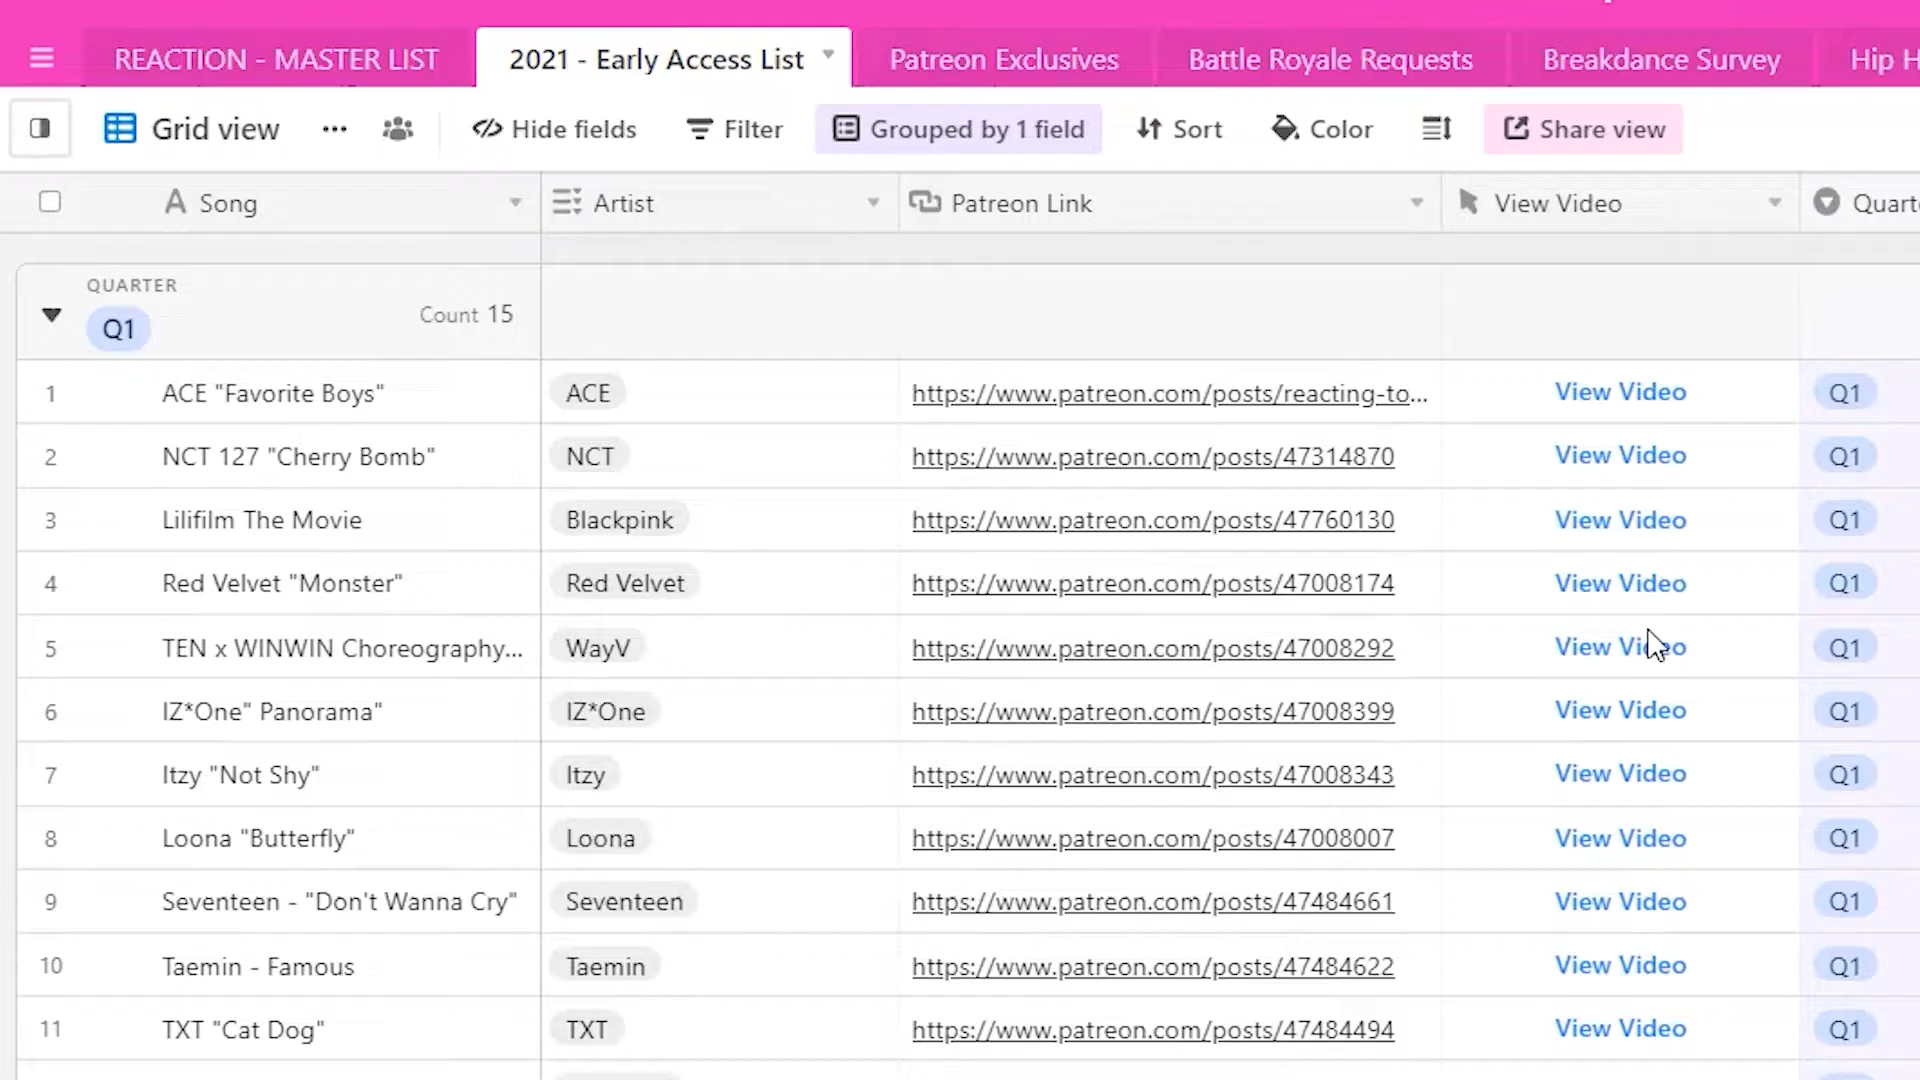 REACTION - MASTER LIST 2021 - Early Access List Patreon Exclusives Battle Royale Requests Breakdance Survey Hip
Grid view Hide fields Filter Grouped by 1 field Sort Color Share view
Song Artist Patreon Link View Video Quart
QUARTER
Q1 Count 15
1 ACE "Favorite Boys" ACE https://www.patreon.com/posts/reacting-to... View Video Q1
2 NCT 127 "Cherry Bomb" NCT https://www.patreon.com/posts/47314870 View Video Q1
3 Lilifilm The Movie Blackpink https://www.patreon.com/posts/47760130 View Video Q1
4 Red Velvet "Monster" Red Velvet https://www.patreon.com/posts/47008174 View Video Q1
5 TEN x WINWIN Choreography... WayV https://www.patreon.com/posts/47008292 View Video Q1
6 IZ*One" Panorama" IZ*One https://www.patreon.com/posts/47008399 View Video Q1
7 Itzy "Not Shy" Itzy https://www.patreon.com/posts/47008343 View Video Q1
8 Loona "Butterfly" Loona https://www.patreon.com/posts/47008007 View Video Q1
9 Seventeen - "Don't Wanna Cry" Seventeen https://www.patreon.com/posts/47484661 View Video Q1
10 Taemin - Famous Taemin https://www.patreon.com/posts/47484622 View Video Q1
11 TXT "Cat Dog" TXT https://www.patreon.com/posts/47484494 View Video Q1